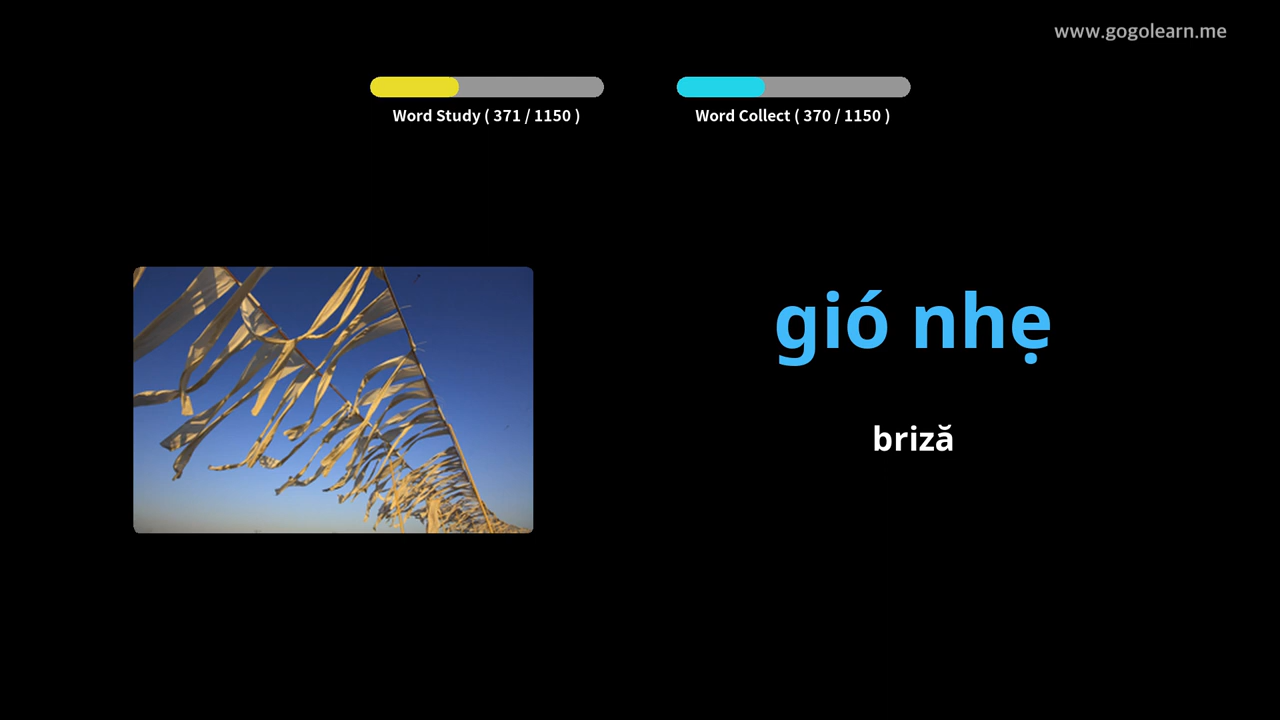 www.gogolearn.me
Word Study ( 371 / 1150 )
Word Collect ( 370 / 1150 )
gió nhẹ
briză